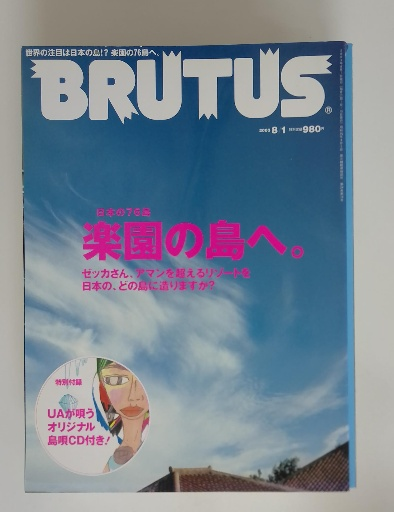 世界の注目は日本の島!? 楽園の76島へ。
BRUTUS®
8 1 980円
日本の76島
楽園の島へ。
ゼッカさん、アマンを超えるリゾートを
日本の、どの島に造りますか?
特別付録
UAが唄う
オリジナル
島唄CD付き!